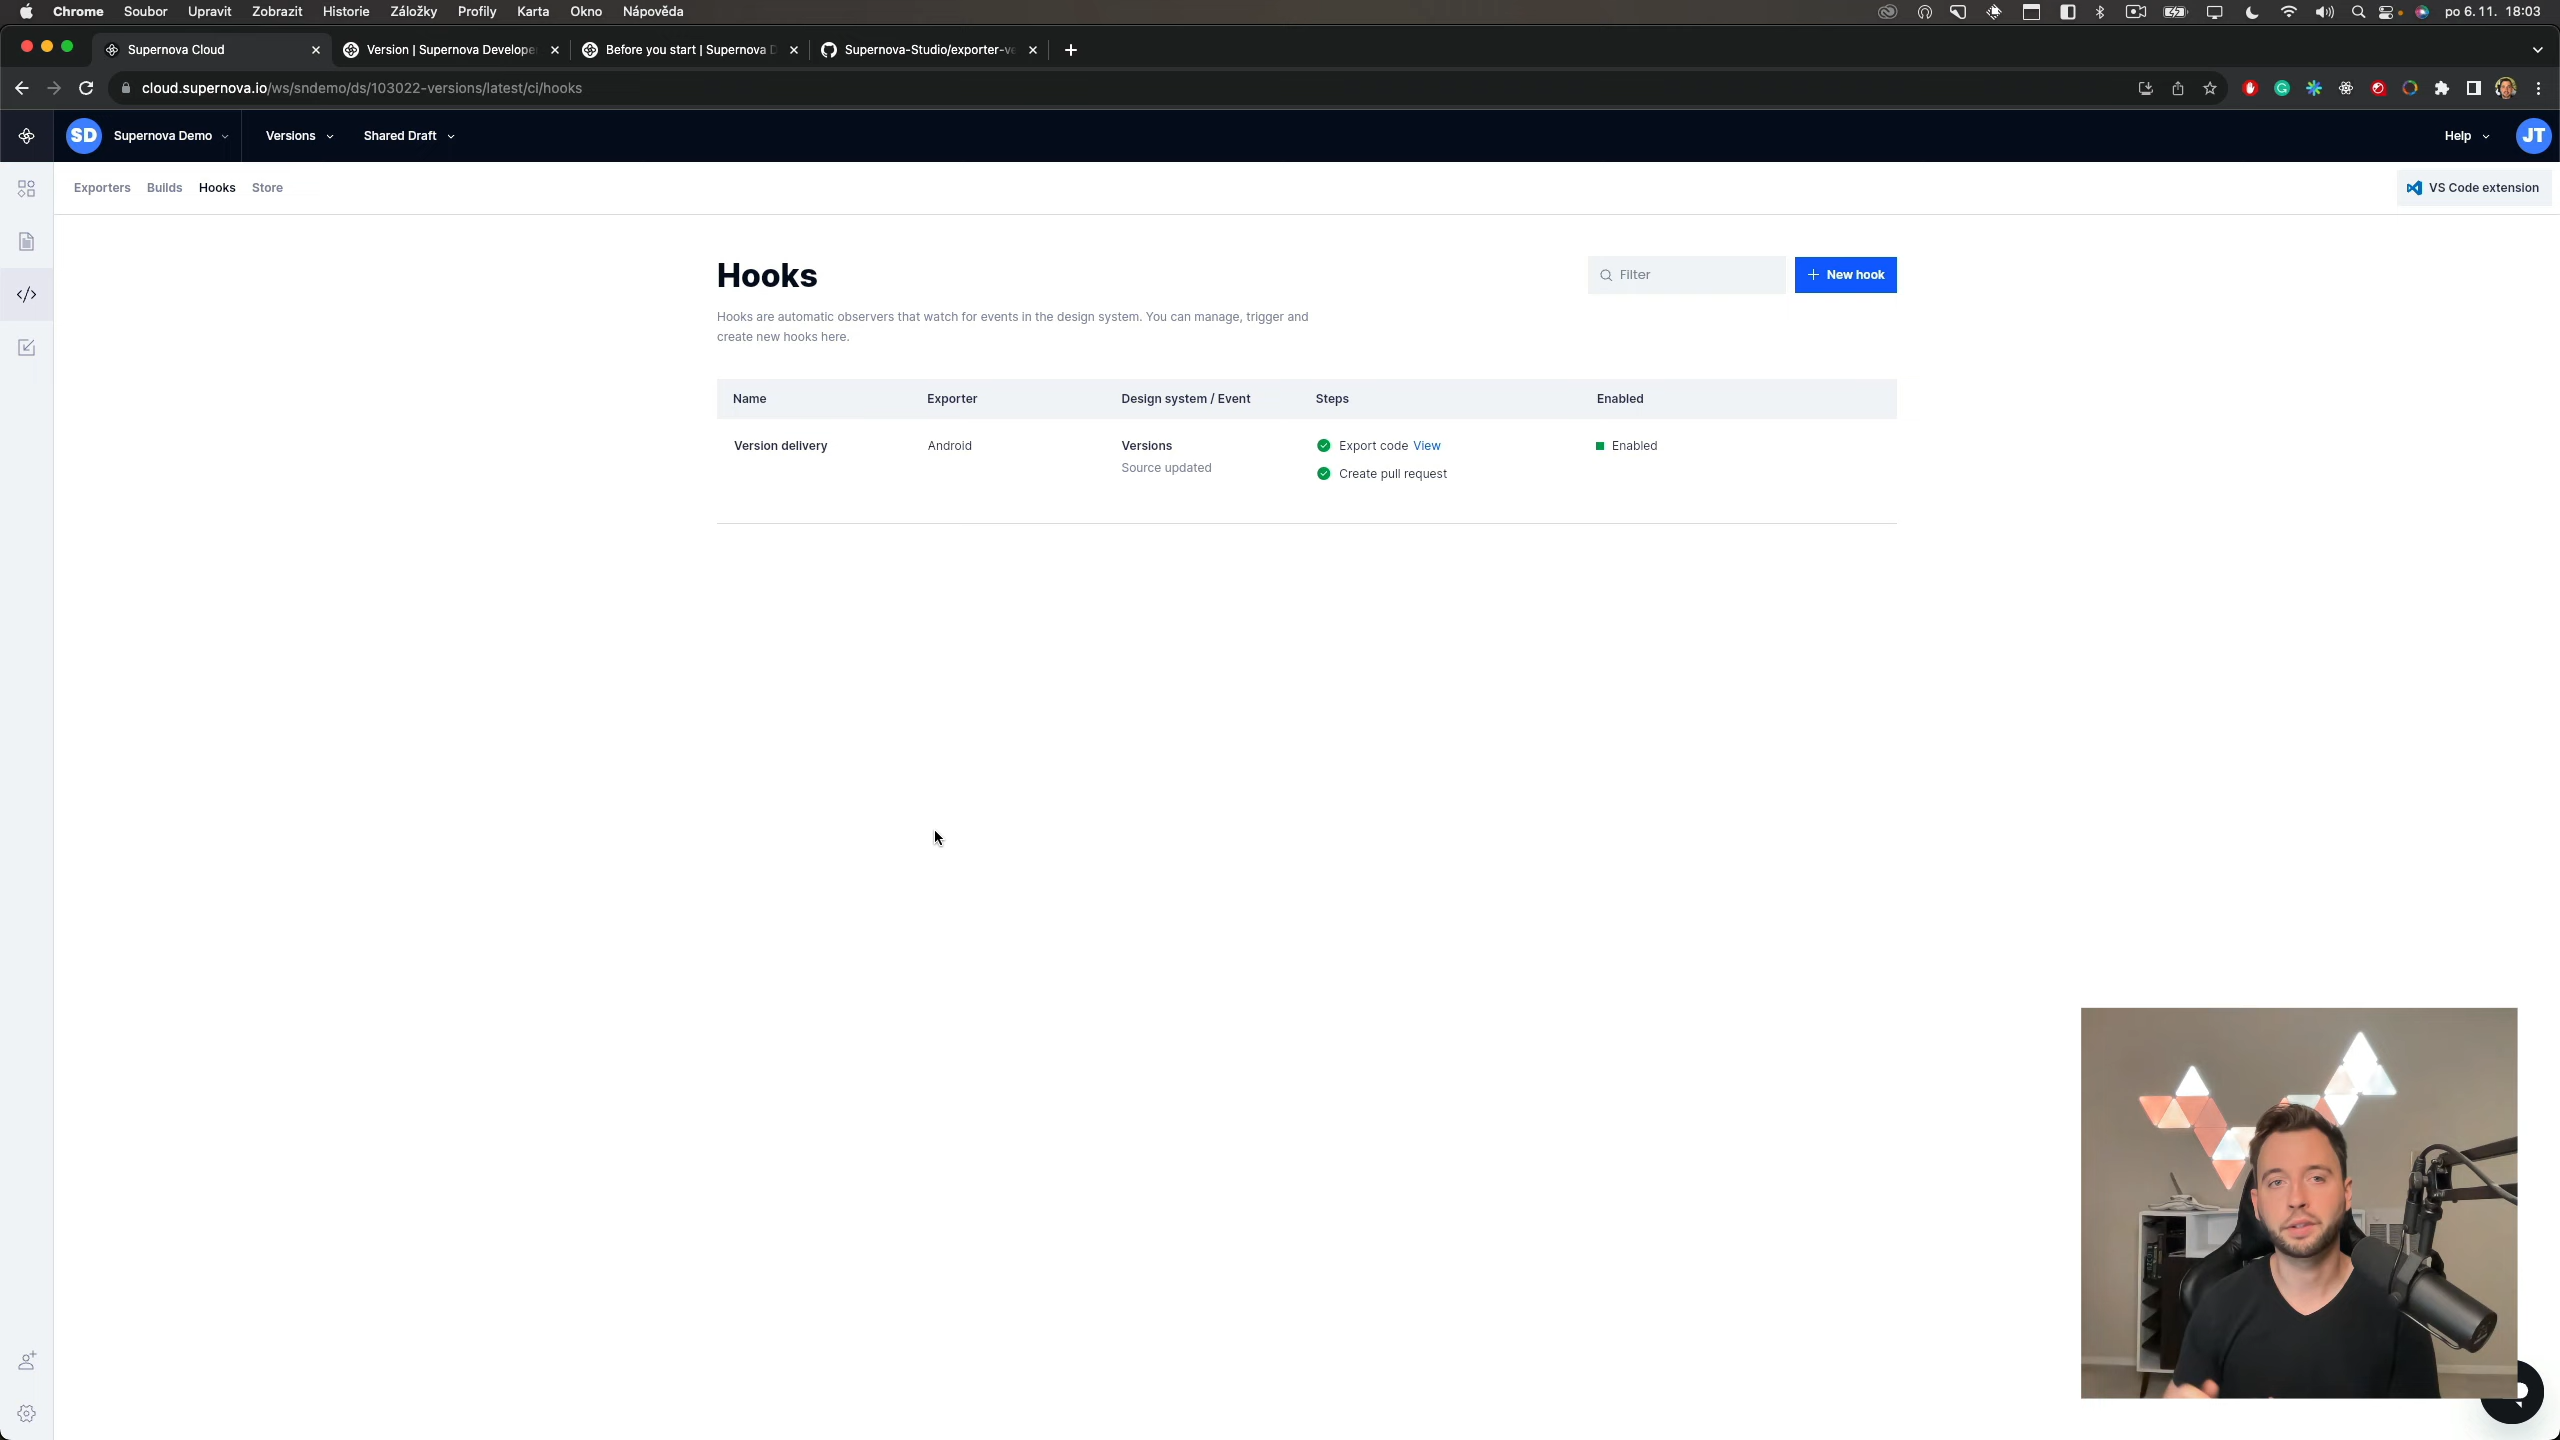 Chrome Soubor Upravit Zobrazit Historie Záložky Profily Karta Okno Nápověda po 6. 11. 18:03
Supernova Cloud Version | Supernova Develope Before you start | Supernova D Supernova-Studio/exporter-ve
cloud.supernova.io/ws/sndemo/ds/103022-versions/latest/ci/hooks
SD Supernova Demo Versions Shared Draft Help JT
Exporters Builds Hooks Store VS Code extension
Hooks Filter New hook
Hooks are automatic observers that watch for events in the design system. You can manage, trigger and
create new hooks here.
Name Exporter Design system / Event Steps Enabled
Version delivery Android Versions Export code View Enabled
Source updated Create pull request